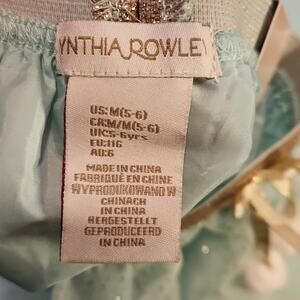 YNTHIA ROWLEY
US:M(5-6)
CA:M/M(5-6)
UK:5-6yrs
EU:116
AU:6
MADE IN CHINA
FABRIQUÉ EN CHINE
WYPRODUKOWANO W
CHINACH
IN CHINA
HERGESTELLT
GEPRODUCEERD
IN CHINA